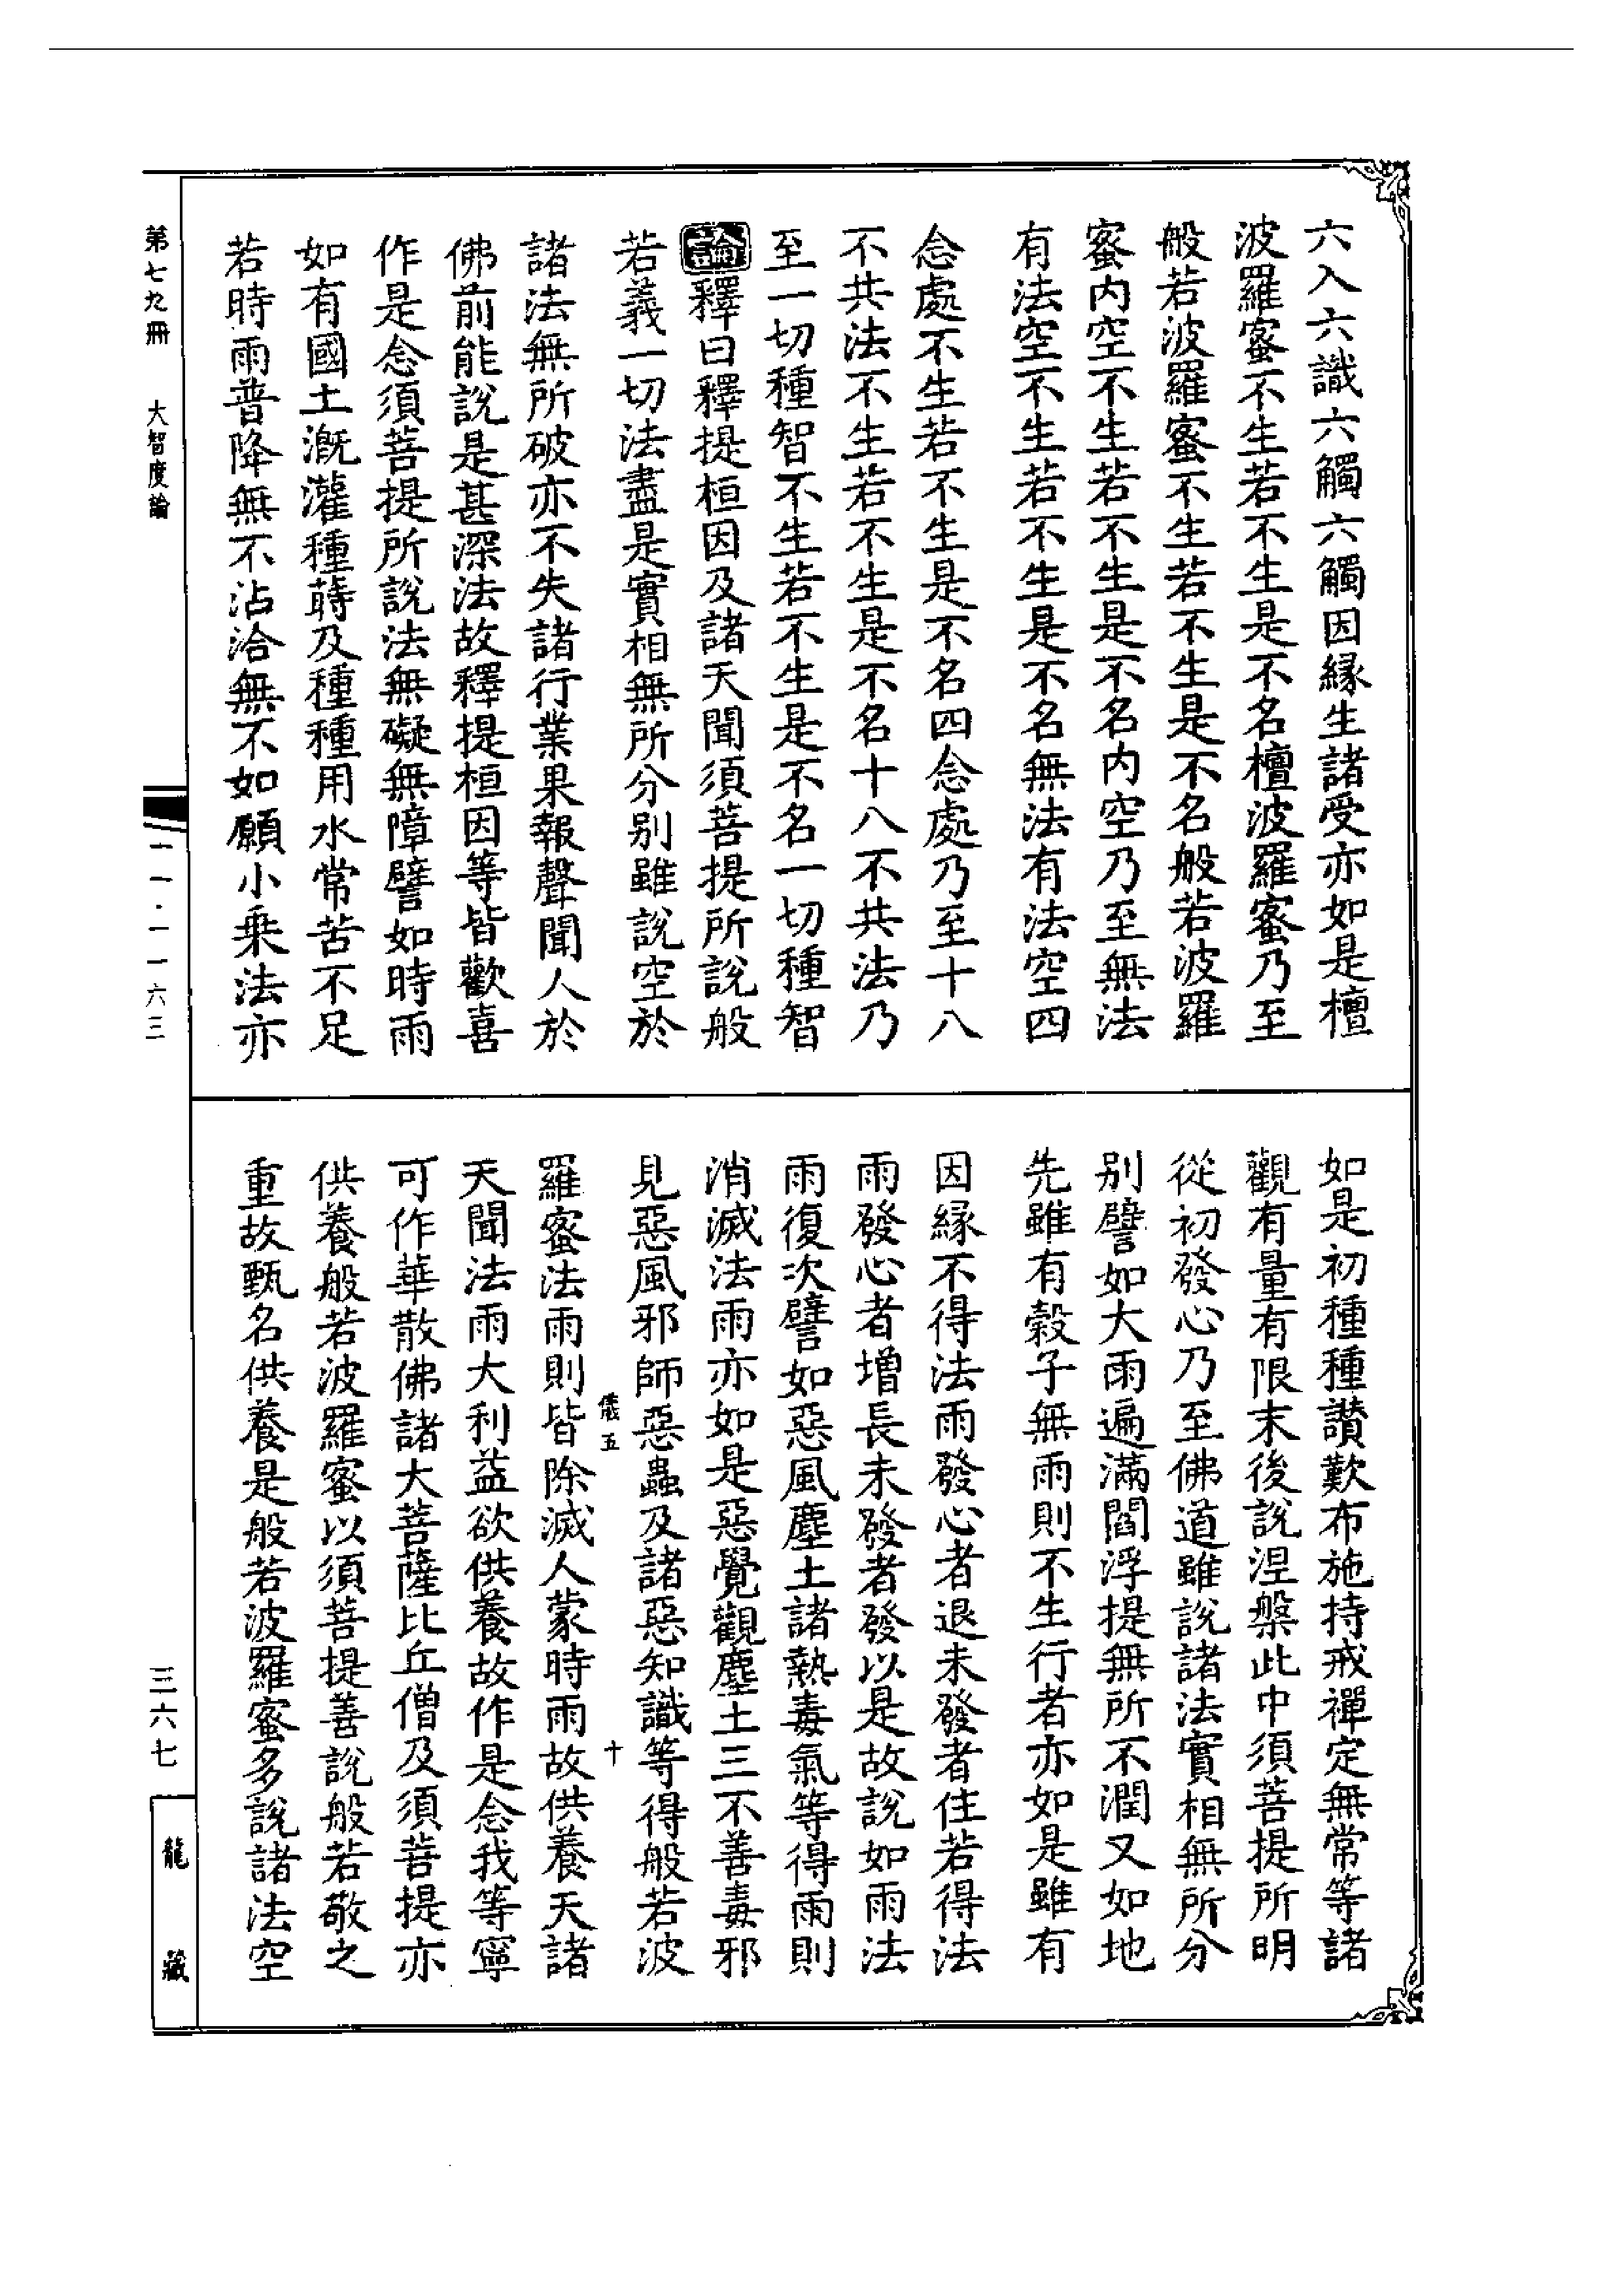 六入六識六觸六觸因緣生諸受亦如是檀
波羅蜜不生若不生是不名檀波羅蜜乃至
般若波羅蜜不生若不生是不名般若波羅
蜜内空不生若不生是不名内空乃至無法
有法空不生若不生是不名無法有法空四
念處不生若不生是不名四念處乃至十八
不共法不生若不生是不名十八不共法乃
至一切種智不生若不生是不名一切種智
論釋曰釋提桓因及諸天聞須菩提所說般
若義一切法盡是實相無所分别雖說空於
諸法無所破亦不失諸行業果報聲聞人於
佛前能說是甚深法故釋提桓因等皆歡喜
作是念須菩提所說法無礙無障譬如時雨
如有國土漑灌種蒔及種種用水常苦不足
若時雨普降無不沾洽無不如願小乗法亦
如是初種種讃歎布施持戒禪定無常等諸
觀有量有限末後說涅槃此中須菩提所明
從初發心乃至佛道雖說諸法實相無所分
别譬如大雨遍滿閻浮提無所不潤又如地
先雖有穀子無雨則不生行者亦如是雖有
因緣不得法雨發心者退未發者住若得法
雨發心者增長未發者發以是故說如雨法
雨復次譬如惡風塵土諸熱毒氣等得雨則
消滅法雨亦如是惡覺觀塵土三不善毒邪
見惡風邪師惡蟲及諸惡知識等得般若波
儀五
十
羅蜜法雨則皆除滅人蒙時雨故供養天諸
天聞法雨大利益欲供養故作是念我等寧
可作華散佛諸大菩薩比丘僧及須菩提亦
供養般若波羅蜜以須菩提善說般若敬之
重故甄名供養是般若波羅蜜多說諸法空
第七九冊
大智度論
三六七
龍藏